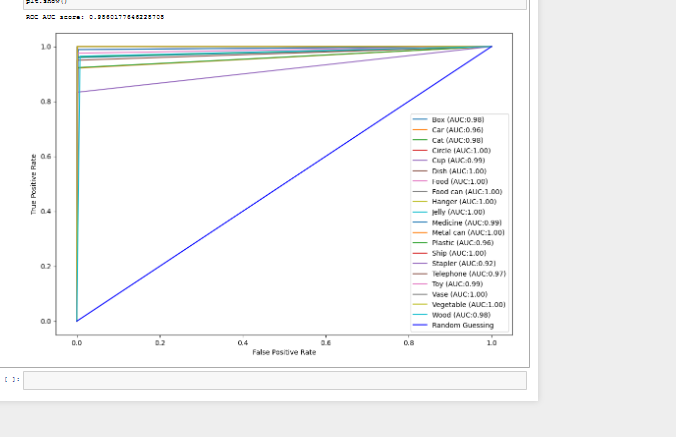 plt.show()
ROC AUC score: 0.9860177646228705
1.0
0.8
0.6
0.4
0.2
0.0
True Positive Rate
0.0 0.2 0.4 0.6 0.8 1.0
False Positive Rate
Box (AUC:0.98)
Car (AUC:0.96)
Cat (AUC:0.98)
Circle (AUC:1.00)
Cup (AUC:0.99)
Dish (AUC:1.00)
Food (AUC:1.00)
Food can (AUC:1.00)
Hanger (AUC:1.00)
Jelly (AUC:1.00)
Medicine (AUC:0.99)
Metal can (AUC:1.00)
Plastic (AUC:0.96)
Ship (AUC:1.00)
Stapler (AUC:0.92)
Telephone (AUC:0.97)
Toy (AUC:0.99)
Vase (AUC:1.00)
Vegetable (AUC:1.00)
Wood (AUC:0.98)
Random Guessing
[ ]: